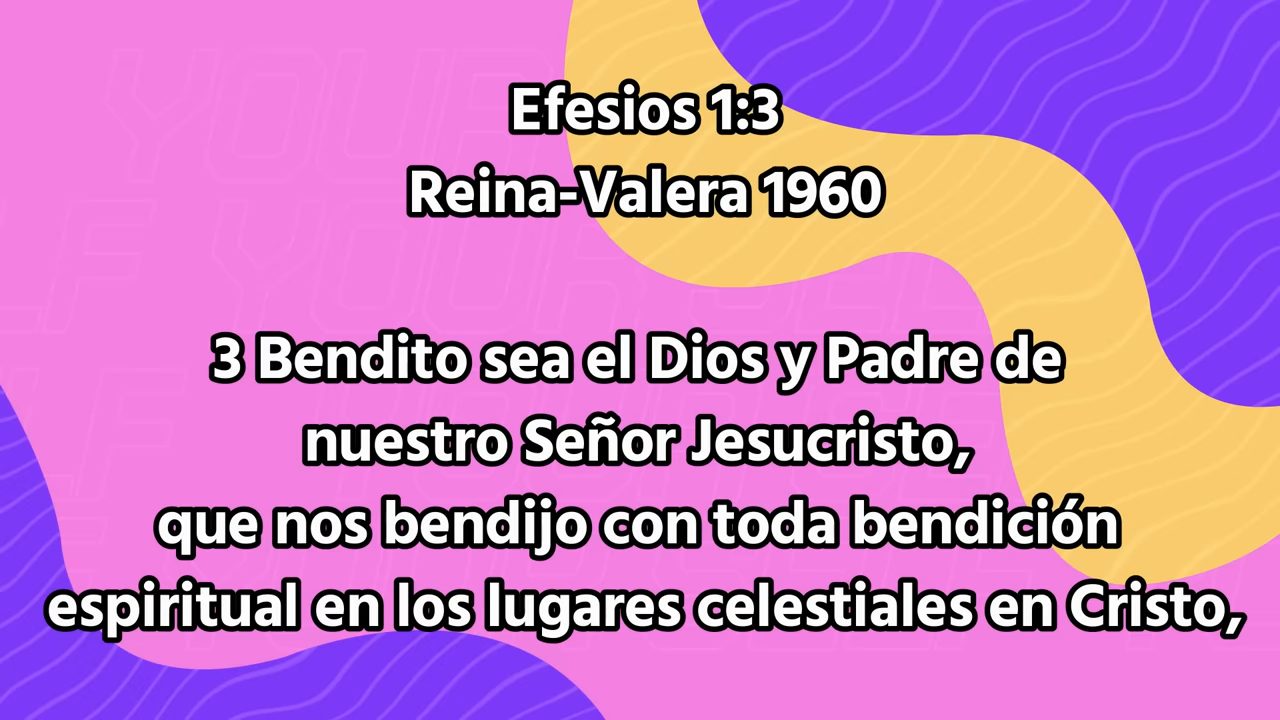 Efesios 1:3
Reina-Valera 1960
3 Bendito sea el Dios y Padre de
nuestro Señor Jesucristo,
que nos bendijo con toda bendición
espiritual en los lugares celestiales en Cristo,